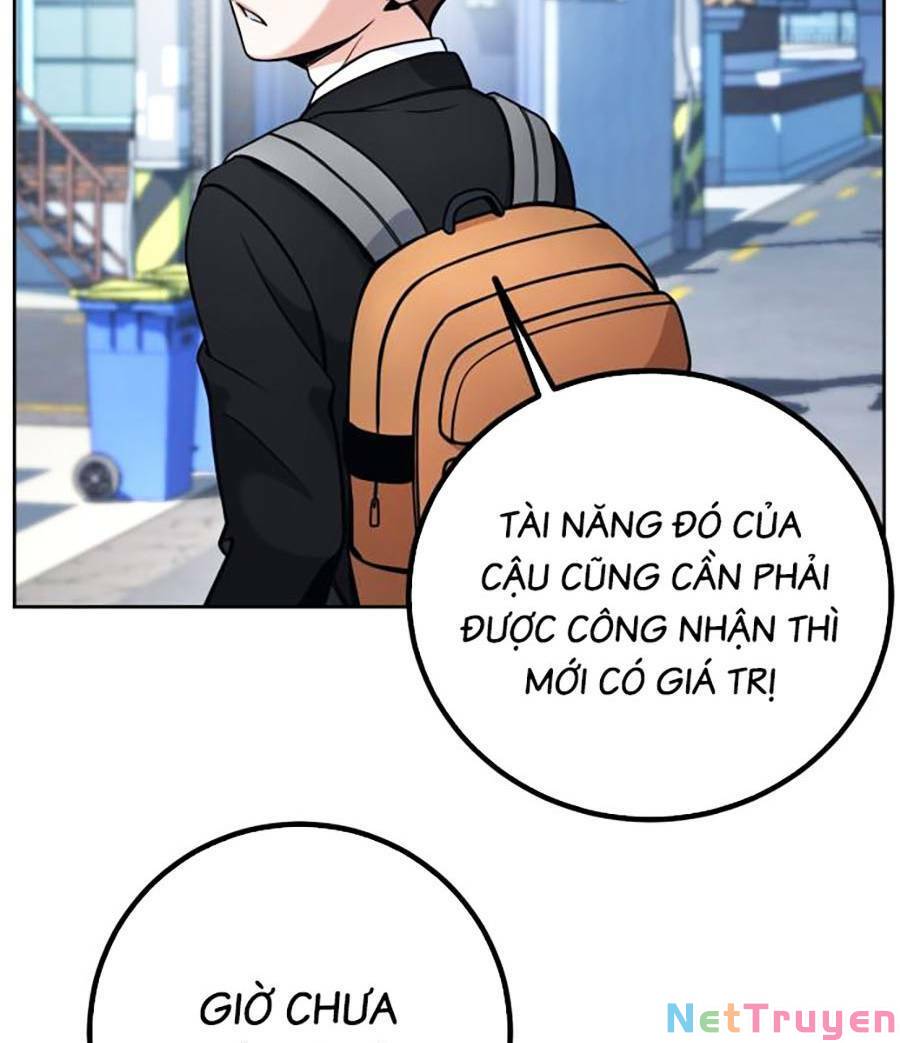 TÀI NĂNG ĐÓ CỦA
CẬU CŨNG CẦN PHẢI
ĐƯỢC CÔNG NHẬN THÌ
MỚI CÓ GIÁ TRỊ
GIỜ CHƯA
NetTruyen